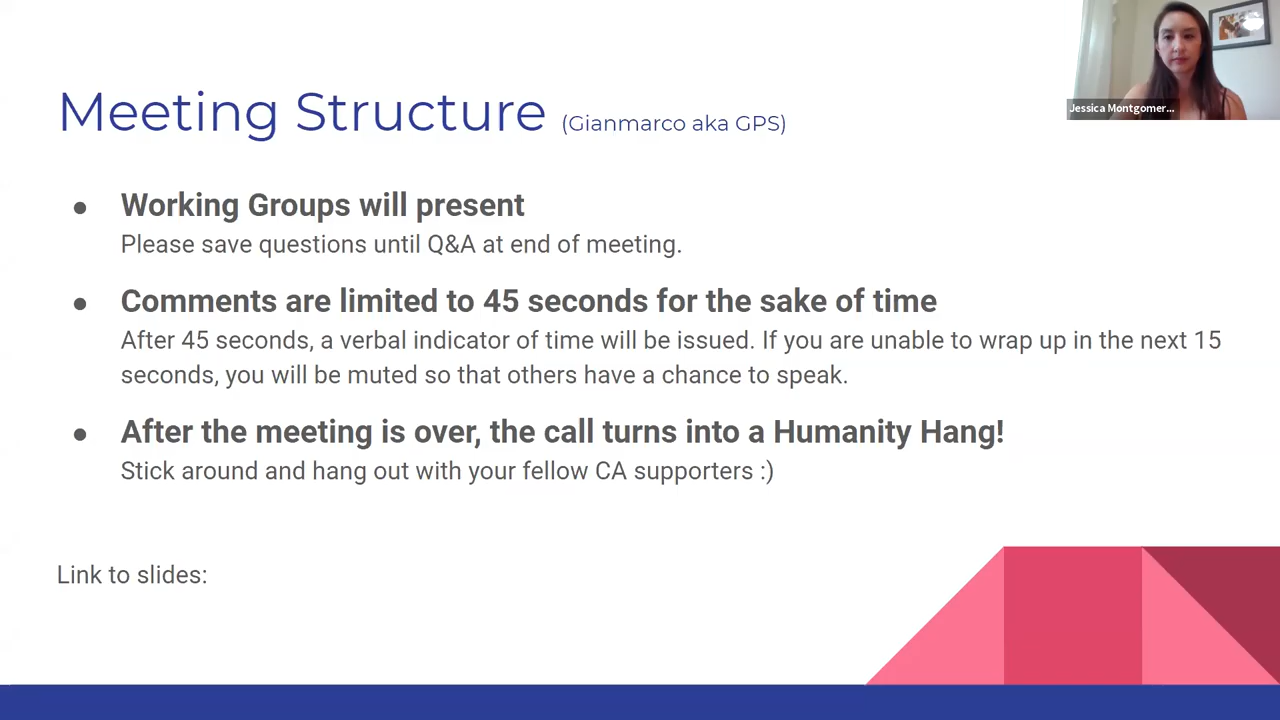 Jessica Montgomer...
Meeting Structure (Gianmarco aka GPS)
● Working Groups will present
Please save questions until Q&A at end of meeting.
● Comments are limited to 45 seconds for the sake of time
After 45 seconds, a verbal indicator of time will be issued. If you are unable to wrap up in the next 15
seconds, you will be muted so that others have a chance to speak.
● After the meeting is over, the call turns into a Humanity Hang!
Stick around and hang out with your fellow CA supporters :)
Link to slides: